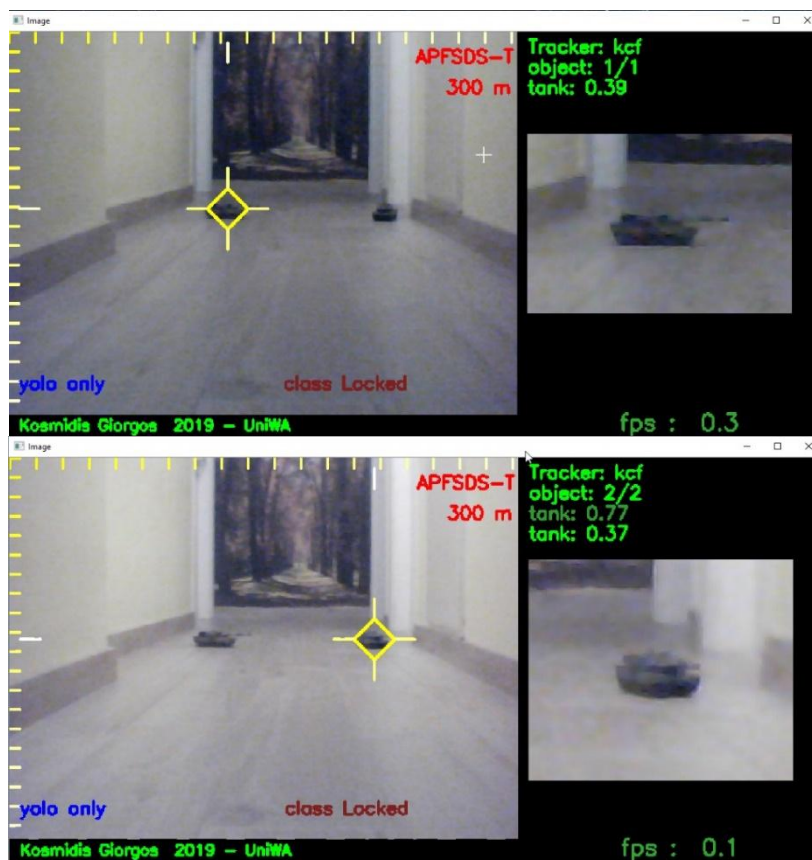 Image
APFSDS-T
300 m
Tracker: kcf
object: 1/1
tank: 0.39
yolo only
class Locked
Kosmidis Giorgos 2019 - UniWA
fps : 0.3
Image
APFSDS-T
300 m
Tracker: kcf
object: 2/2
tank: 0.77
tank: 0.37
yolo only
class Locked
Kosmidis Giorgos 2019 - UniWA
fps : 0.1